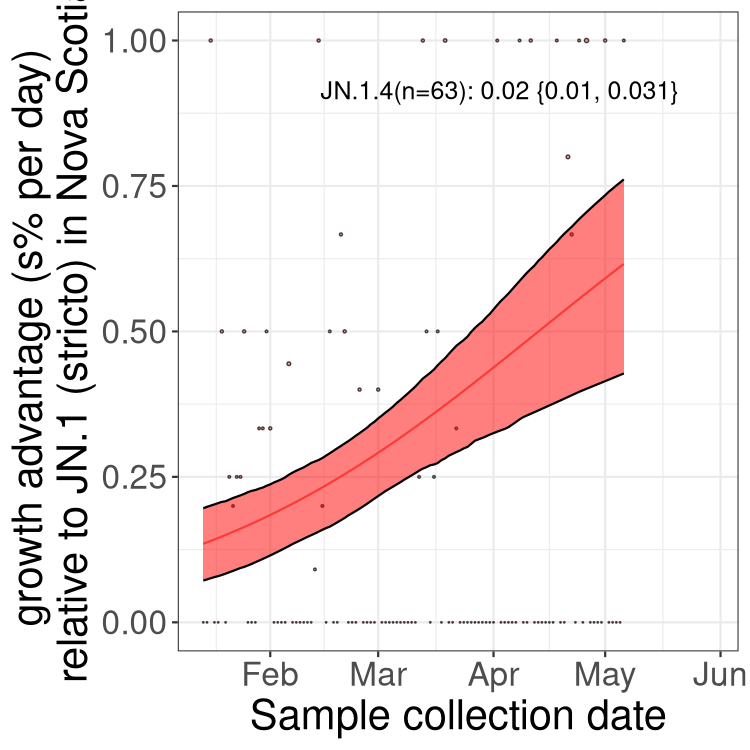 growth advantage (s% per day)
relative to JN.1 (stricto) in Nova Scotia
1.00
JN.1.4(n=63): 0.02 {0.01, 0.031}
0.75
0.50
0.25
0.00
Feb Mar Apr May Jun
Sample collection date